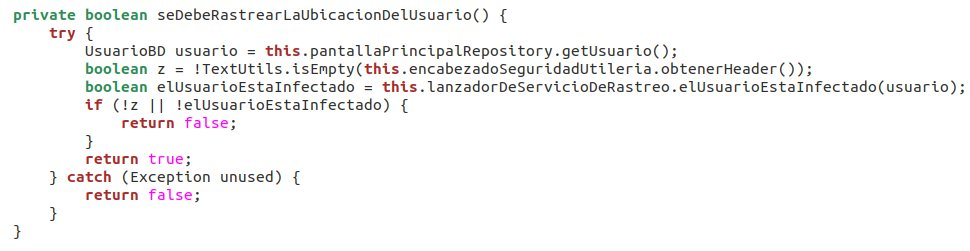 private boolean seDebeRastrearLaUbicacionDelUsuario() {
    try {
        UsuarioBD usuario = this.pantallaPrincipalRepository.getUsuario();
        boolean z = !TextUtils.isEmpty(this.encabezadoSeguridadUtileria.obtenerHeader());
        boolean elUsuarioEstaInfectado = this.lanzadorDeServicioDeRastreo.elUsuarioEstaInfectado(usuario);
        if (!z || !elUsuarioEstaInfectado) {
            return false;
        }
        return true;
    } catch (Exception unused) {
        return false;
    }
}